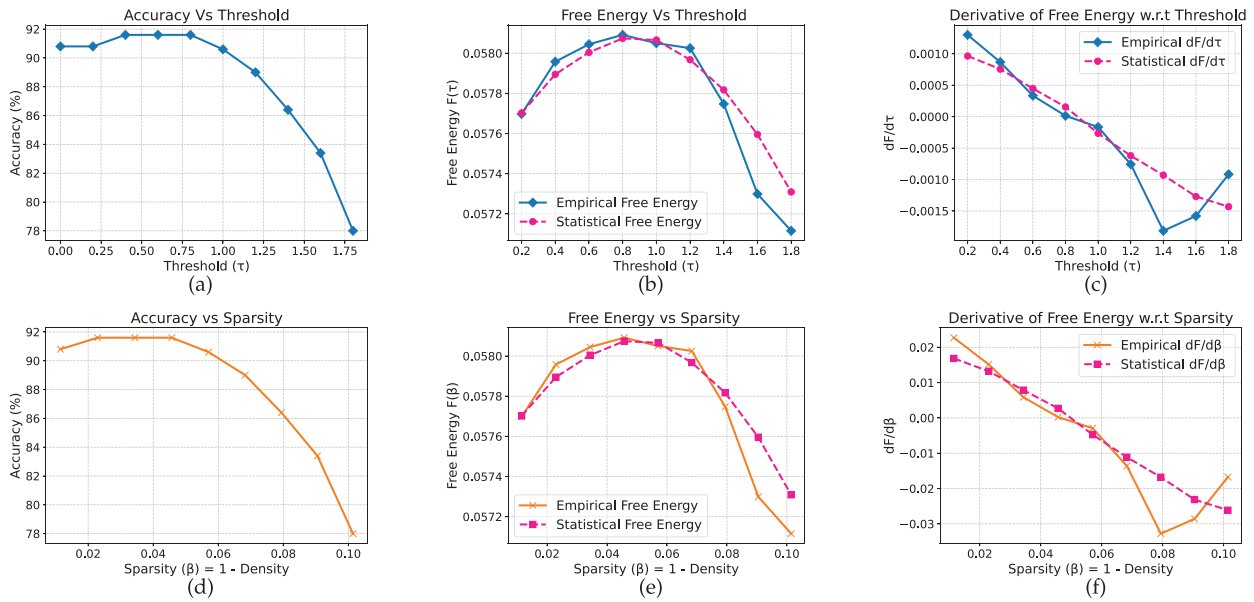 Accuracy Vs Threshold
92
90
88
86
84
82
80
78
Accuracy (%)
0.00 0.25 0.50 0.75 1.00 1.25 1.50 1.75
Threshold (τ)
(a)
Free Energy Vs Threshold
0.0580
0.0578
0.0576
0.0574
0.0572
Free Energy F(τ)
Empirical Free Energy
Statistical Free Energy
0.2 0.4 0.6 0.8 1.0 1.2 1.4 1.6 1.8
Threshold (τ)
(b)
Derivative of Free Energy w.r.t Threshold
Empirical dF/dτ
Statistical dF/dτ
0.0010
0.0005
0.0000
−0.0005
−0.0010
−0.0015
dF/dτ
0.2 0.4 0.6 0.8 1.0 1.2 1.4 1.6 1.8
Threshold (τ)
(c)
Accuracy vs Sparsity
92
90
88
86
84
82
80
78
Accuracy (%)
0.02 0.04 0.06 0.08 0.10
Sparsity (β) = 1 - Density
(d)
Free Energy vs Sparsity
0.0580
0.0578
0.0576
0.0574
0.0572
Free Energy F(β)
Empirical Free Energy
Statistical Free Energy
0.02 0.04 0.06 0.08 0.10
Sparsity (β) = 1 - Density
(e)
Derivative of Free Energy w.r.t Sparsity
Empirical dF/dβ
Statistical dF/dβ
0.02
0.01
0.00
−0.01
−0.02
−0.03
dF/dβ
0.02 0.04 0.06 0.08 0.10
Sparsity (β) = 1 - Density
(f)